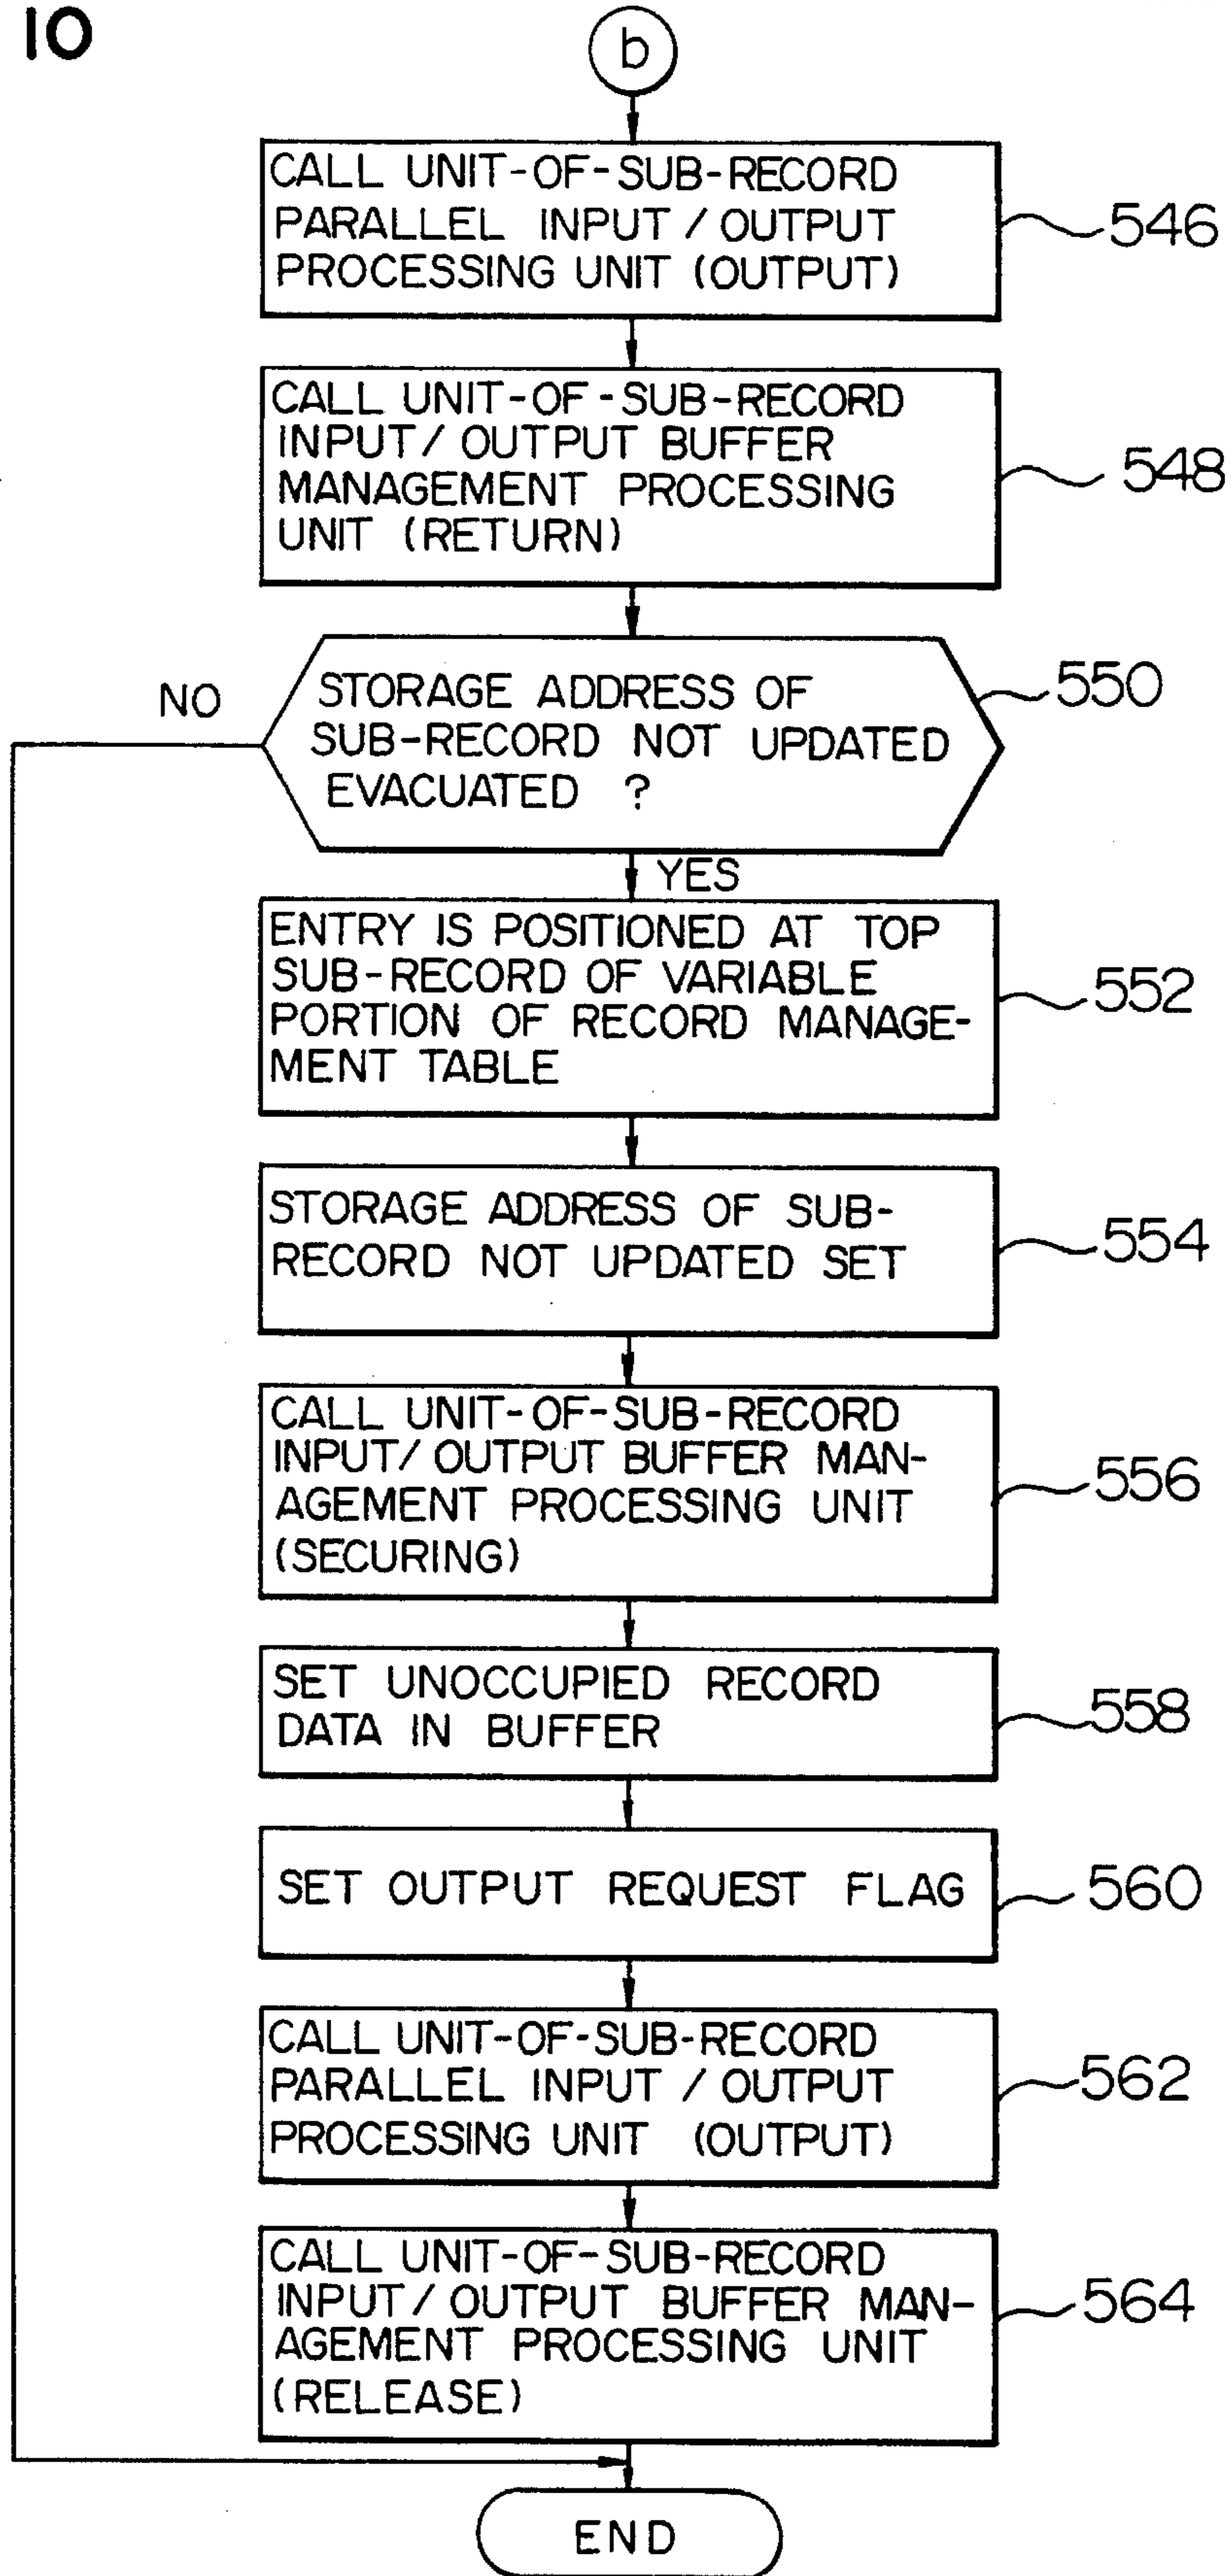 10
b
CALL UNIT-OF-SUB-RECORD
PARALLEL INPUT / OUTPUT
PROCESSING UNIT (OUTPUT)
546
CALL UNIT-OF-SUB-RECORD
INPUT/ OUTPUT BUFFER
MANAGEMENT PROCESSING
UNIT (RETURN)
548
NO
STORAGE ADDRESS OF
SUB-RECORD NOT UPDATED
EVACUATED ?
550
YES
ENTRY IS POSITIONED AT TOP
SUB-RECORD OF VARIABLE
PORTION OF RECORD MANAGE-
MENT TABLE
552
STORAGE ADDRESS OF SUB-
RECORD NOT UPDATED SET
554
CALL UNIT-OF-SUB-RECORD
INPUT/ OUTPUT BUFFER MAN-
AGEMENT PROCESSING UNIT
(SECURING)
556
SET UNOCCUPIED RECORD
DATA IN BUFFER
558
SET OUTPUT REQUEST FLAG
560
CALL UNIT-OF-SUB-RECORD
PARALLEL INPUT / OUTPUT
PROCESSING UNIT (OUTPUT)
562
CALL UNIT-OF-SUB-RECORD
INPUT/ OUTPUT BUFFER MAN-
AGEMENT PROCESSING UNIT
(RELEASE)
564
END